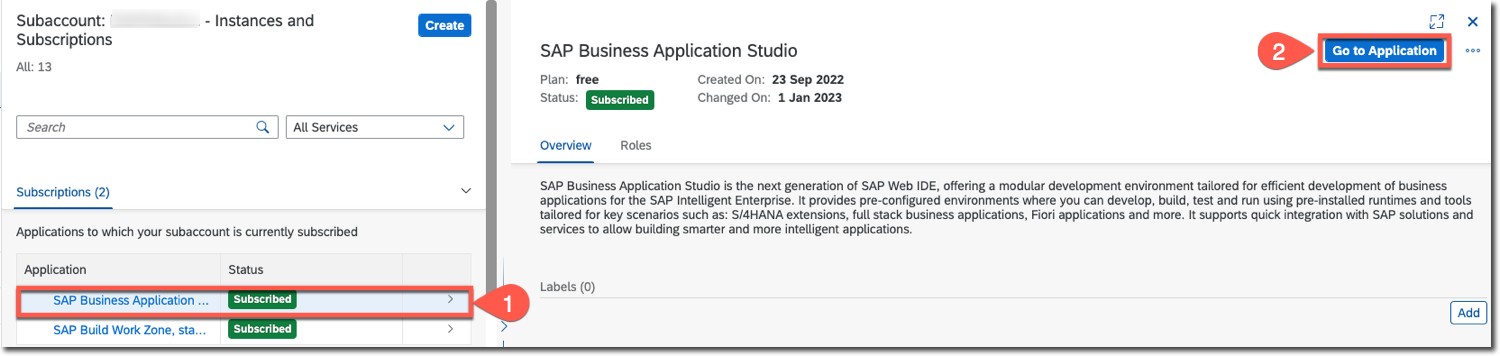 Subaccount: - Instances and
Subscriptions
Create
All: 13
Search
All Services
Subscriptions (2)
Applications to which your subaccount is currently subscribed
Application Status
SAP Business Application ... Subscribed
1
SAP Build Work Zone, sta... Subscribed
SAP Business Application Studio
2
Go to Application
Plan: free Created On: 23 Sep 2022
Status: Subscribed Changed On: 1 Jan 2023
Overview Roles
SAP Business Application Studio is the next generation of SAP Web IDE, offering a modular development environment tailored for efficient development of business
applications for the SAP Intelligent Enterprise. It provides pre-configured environments where you can develop, build, test and run using pre-installed runtimes and tools
tailored for key scenarios such as: S/4HANA extensions, full stack business applications, Fiori applications and more. It supports quick integration with SAP solutions and
services to allow building smarter and more intelligent applications.
Labels (0)
Add